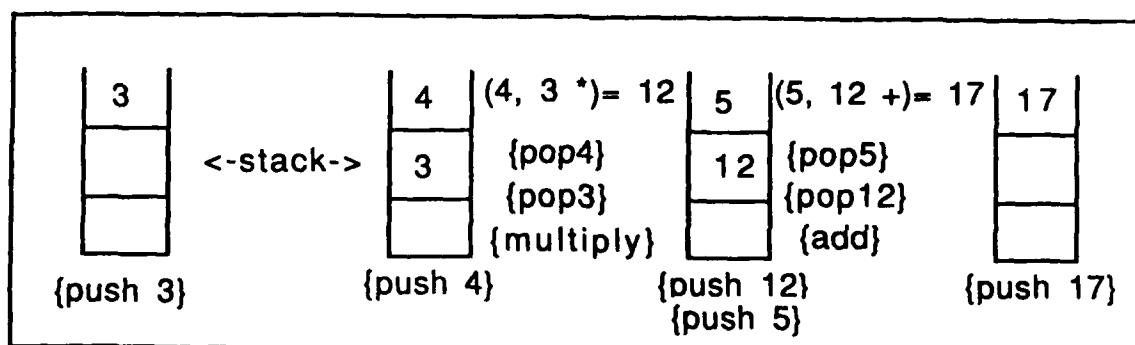 3
<-stack->
{push 3}
4
3
{push 4}
(4, 3 *)= 12
{pop4}
{pop3}
{multiply}
5
12
{push 12}
{push 5}
(5, 12 +)= 17
{pop5}
{pop12}
{add}
17
{push 17}